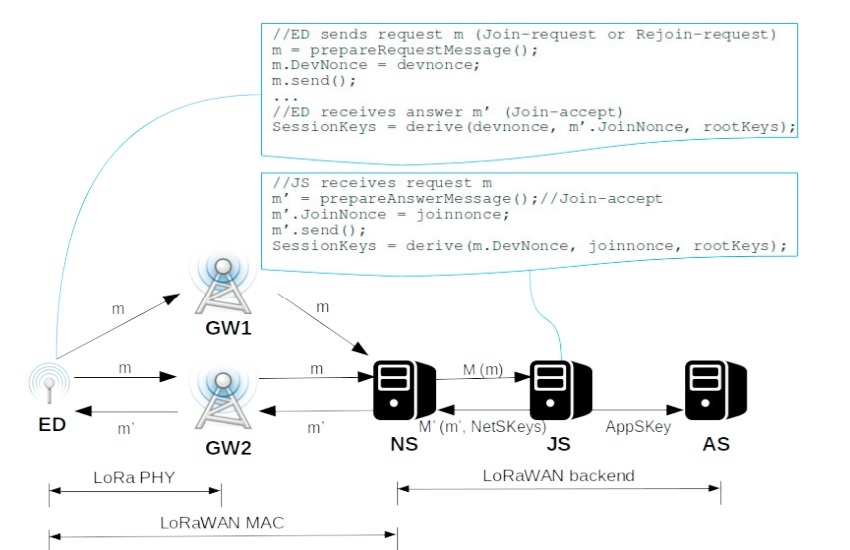 //ED sends request m (Join-request or Rejoin-request)
m = prepareRequestMessage();
m.DevNonce = devnonce;
m.send();
...
//ED receives answer m’ (Join-accept)
SessionKeys = derive(devnonce, m’.JoinNonce, rootKeys);
//JS receives request m
m’ = prepareAnswerMessage();//Join-accept
m’.JoinNonce = joinnonce;
m’.send();
SessionKeys = derive(m.DevNonce, joinnonce, rootKeys);
m
m
GW1
m
m
M (m)
ED
m’
m’
M’ (m’, NetSKeys)
AppSKey
GW2
NS
JS
AS
LoRa PHY
LoRaWAN backend
LoRaWAN MAC